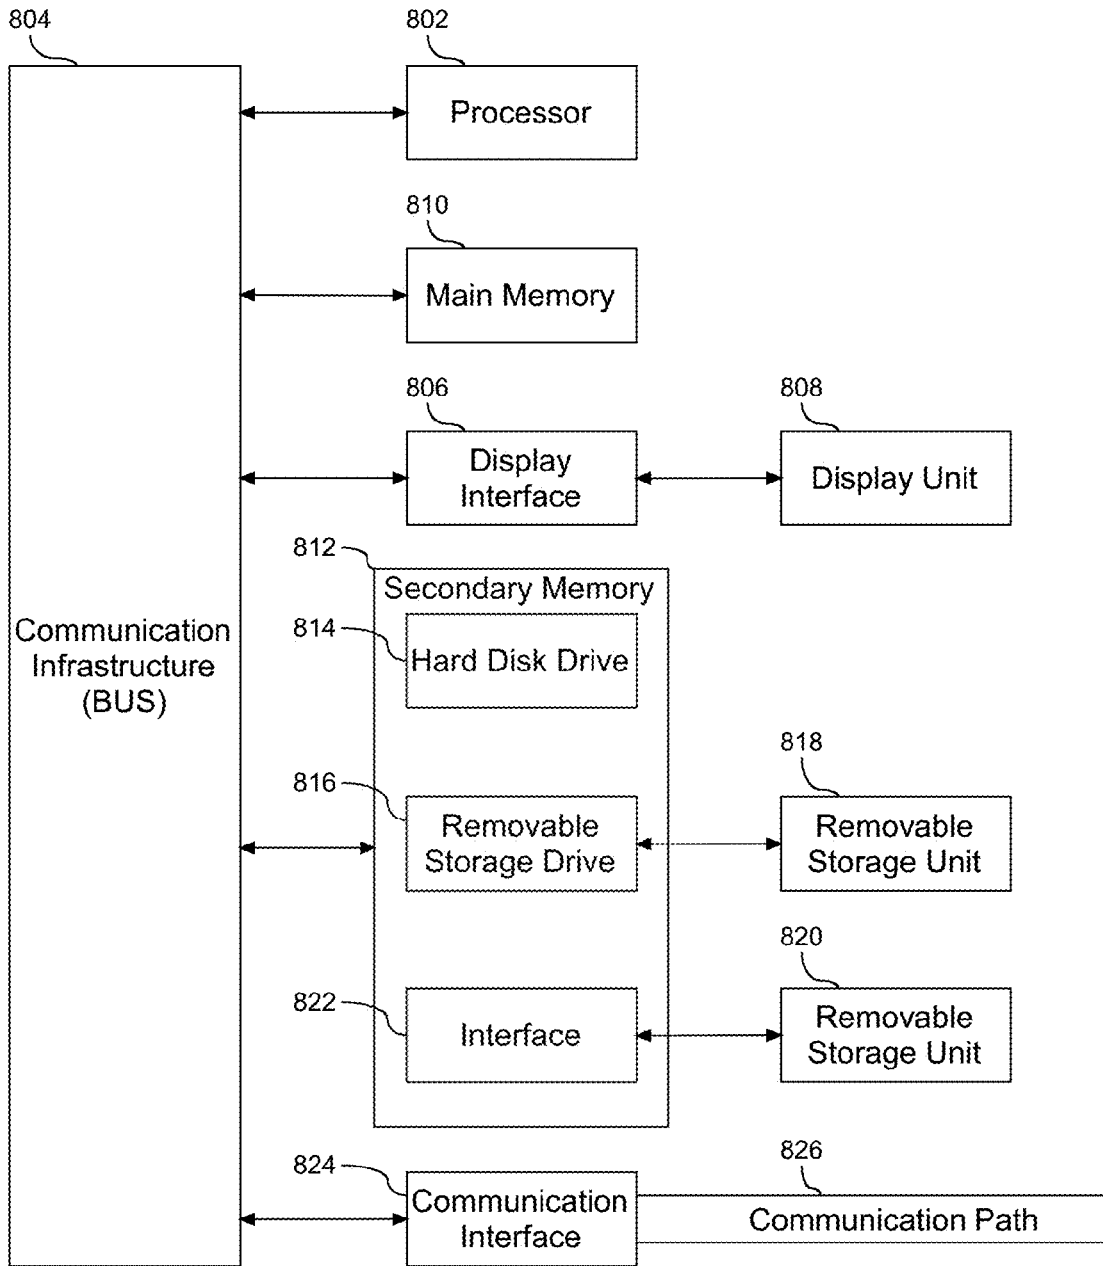 804
802
Processor
810
Main Memory
806
808
Display
Interface
Display Unit
812
Secondary Memory
814
Hard Disk Drive
Communication
Infrastructure
(BUS)
816
818
Removable
Storage Drive
Removable
Storage Unit
820
822
Interface
Removable
Storage Unit
824
826
Communication
Interface
Communication Path